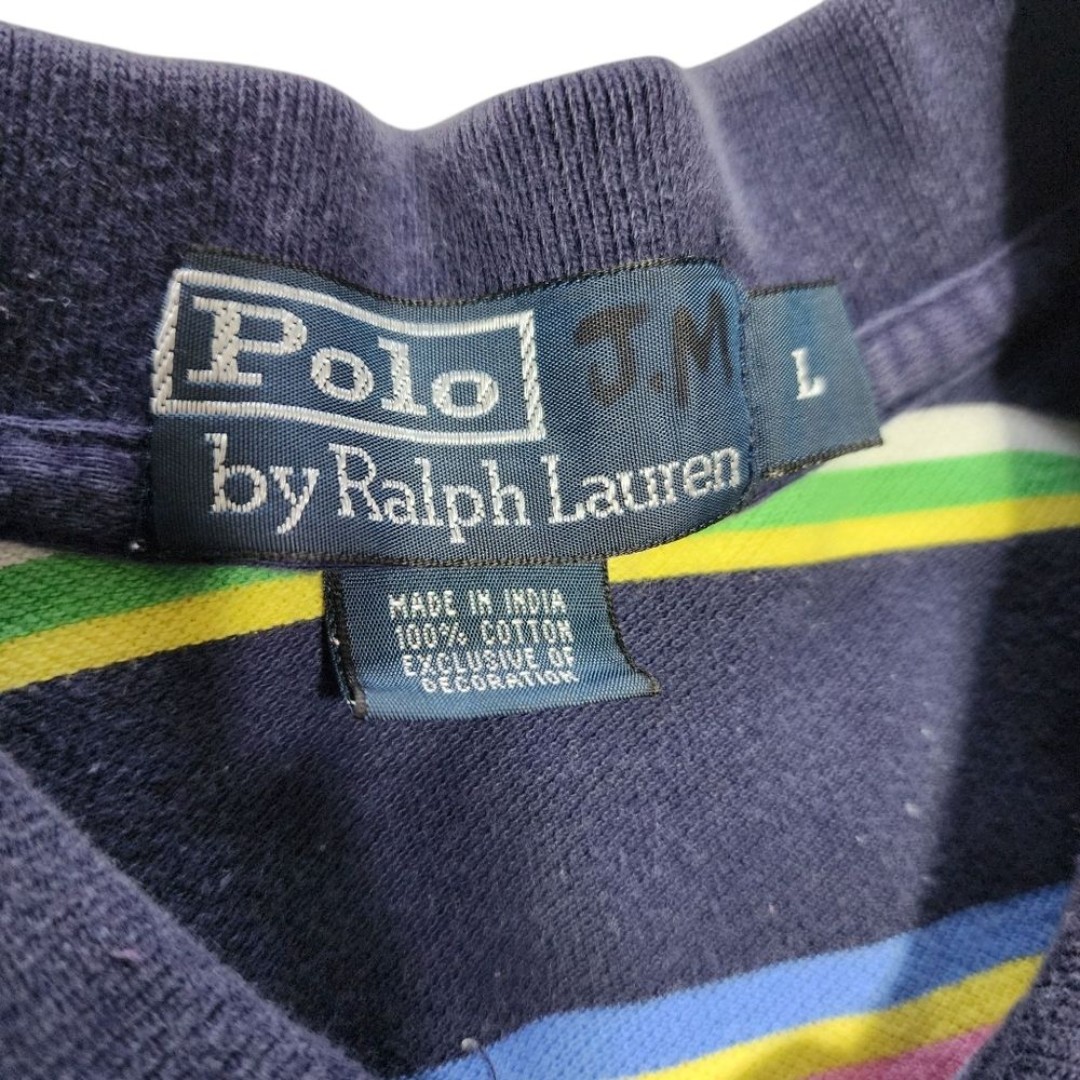 Polo J.M L
by Ralph Lauren
MADE IN INDIA
100% COTTON
EXCLUSIVE OF
DECORATION